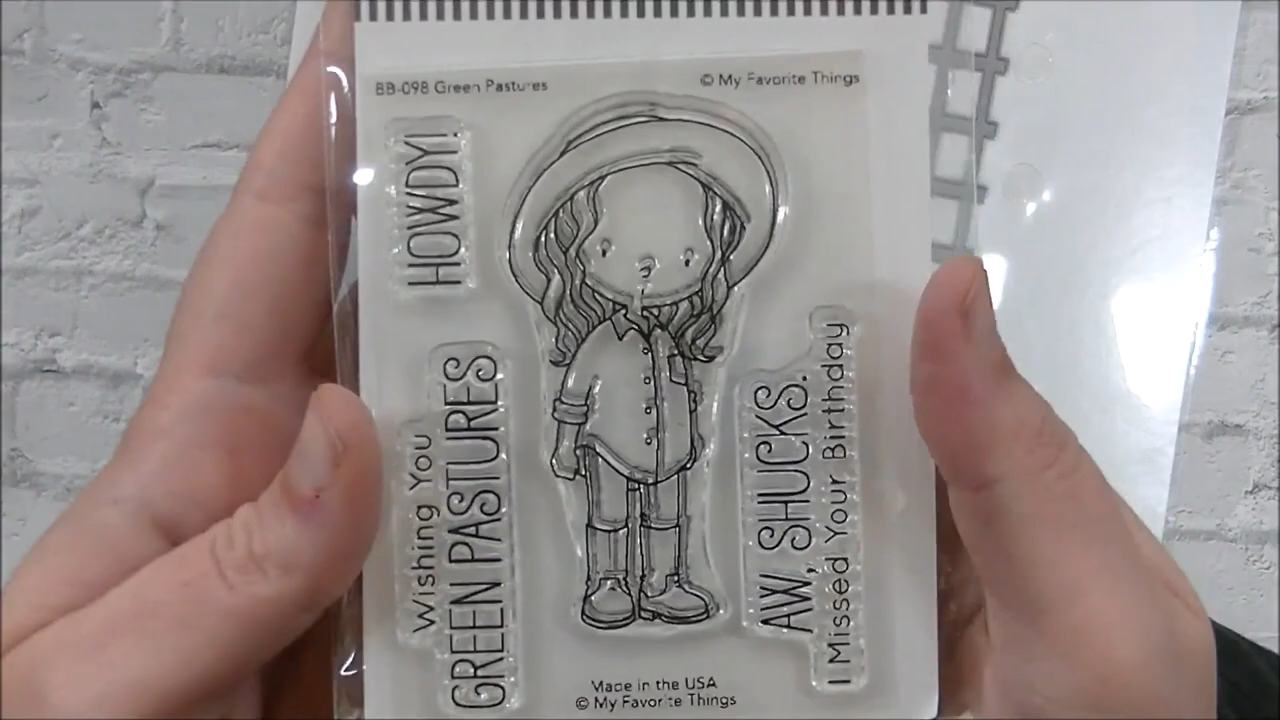 BB-098 Green Pastures
© My Favorite Things
HOWDY!
Wishing You
GREEN PASTURES
AW, SHUCKS.
I Missed Your Birthday
Made in the USA
© My Favorite Things